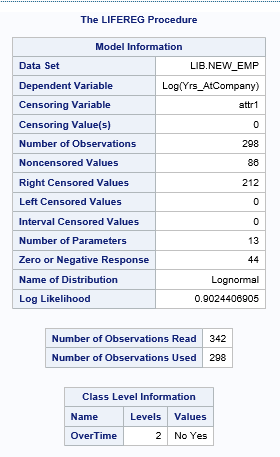 The LIFEREG Procedure
Model Information
Data Set LIB.NEW_EMP
Dependent Variable Log(Yrs_AtCompany)
Censoring Variable attr1
Censoring Value(s) 0
Number of Observations 298
Noncensored Values 86
Right Censored Values 212
Left Censored Values 0
Interval Censored Values 0
Number of Parameters 13
Zero or Negative Response 44
Name of Distribution Lognormal
Log Likelihood 0.9024406905
Number of Observations Read 342
Number of Observations Used 298
Class Level Information
Name Levels Values
OverTime 2 No Yes